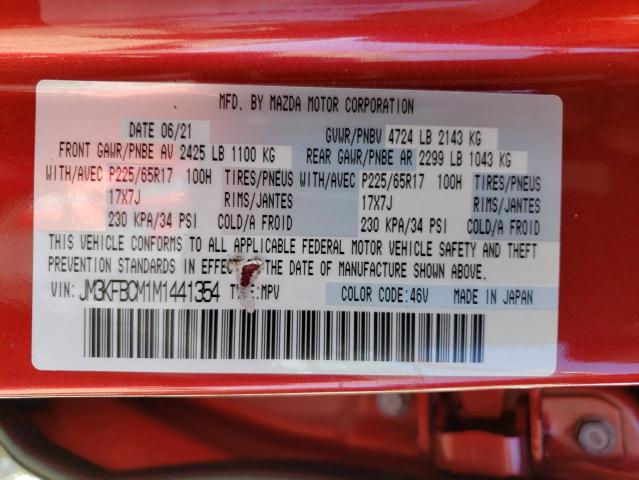 MFD. BY MAZDA MOTOR CORPORATION
DATE 06/21 GVWR/PNBV 4724 LB 2143 KG
FRONT GAWR/PNBE AV 2425 LB 1100 KG REAR GAWR/PNBE AR 2299 LB 1043 KG
WITH/AVEC P225/65R17 100H TIRES/PNEUS WITH/AVEC P225/65R17 100H TIRES/PNEUS
17X7J RIMS/JANTES 17X7J RIMS/JANTES
230 KPA/34 PSI COLD/A FROID 230 KPA/34 PSI COLD/A FROID
THIS VEHICLE CONFORMS TO ALL APPLICABLE FEDERAL MOTOR VEHICLE SAFETY AND THEFT
PREVENTION STANDARDS IN EFFECT THE DATE OF MANUFACTURE SHOWN ABOVE.
VIN: JM3KFBCM1M1441354 TYPE:MPV COLOR CODE:46V MADE IN JAPAN